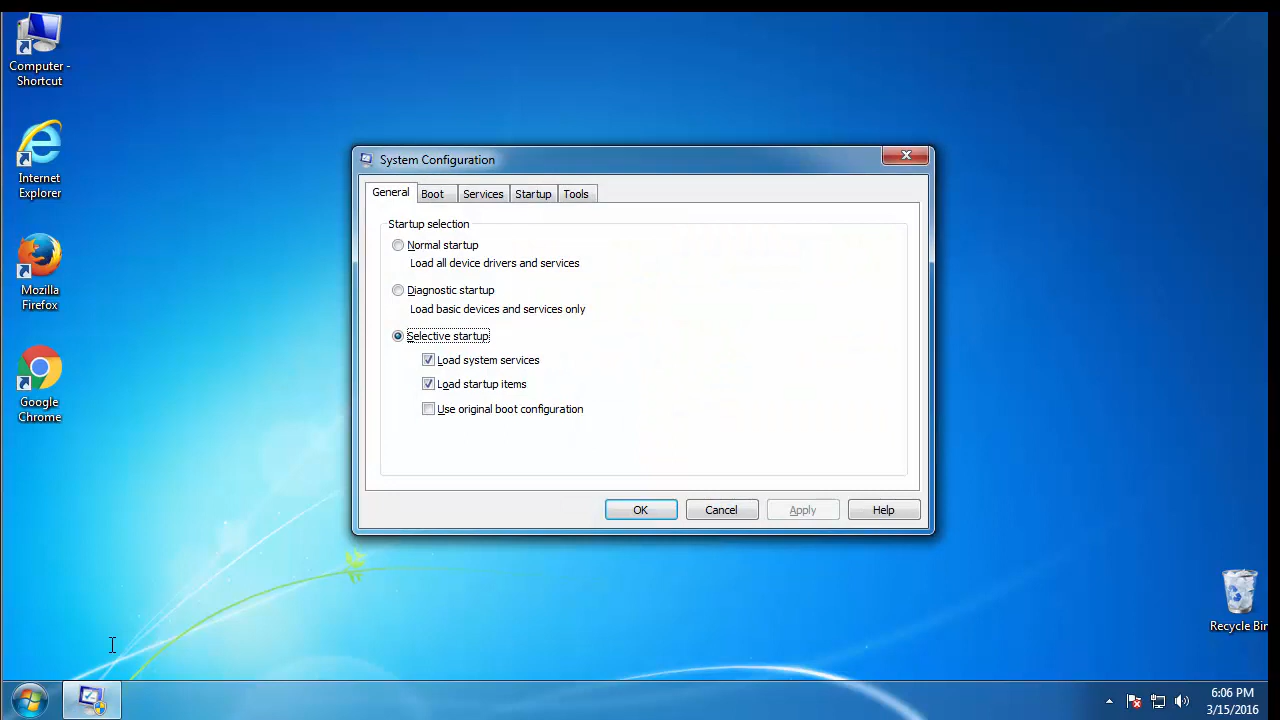 Computer -
Shortcut
Internet
Explorer
Mozilla
Firefox
Google
Chrome
System Configuration
General Boot Services Startup Tools
Startup selection
Normal startup
Load all device drivers and services
Diagnostic startup
Load basic devices and services only
Selective startup
Load system services
Load startup items
Use original boot configuration
OK Cancel Apply Help
Recycle Bin
6:06 PM
3/15/2016